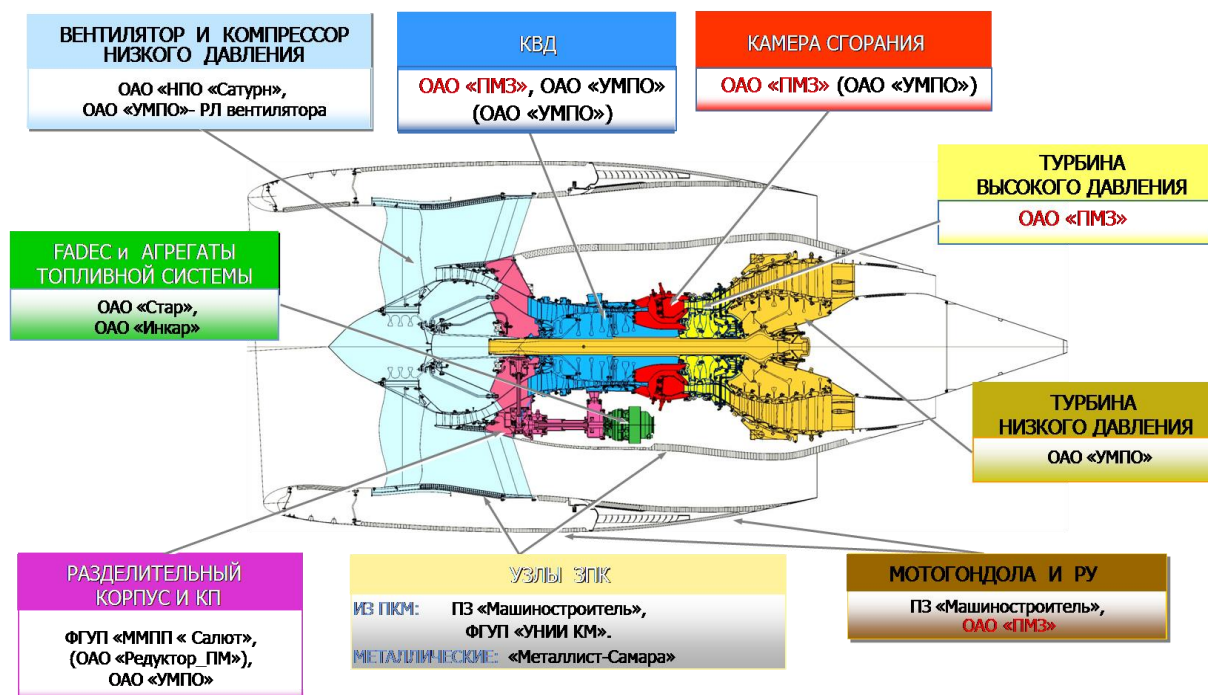 ВЕНТИЛЯТОР И КОМПРЕССОР
НИЗКОГО ДАВЛЕНИЯ
ОАО «НПО «Сатурн»,
ОАО «УМПО»- РЛ вентилятора
КВД
ОАО «ПМЗ», ОАО «УМПО»
(ОАО «УМПО»)
КАМЕРА СГОРАНИЯ
ОАО «ПМЗ» (ОАО «УМПО»)
ТУРБИНА
ВЫСОКОГО ДАВЛЕНИЯ
ОАО «ПМЗ»
FADEC и АГРЕГАТЫ
ТОПЛИВНОЙ СИСТЕМЫ
ОАО «Стар»,
ОАО «Инкар»
ТУРБИНА
НИЗКОГО ДАВЛЕНИЯ
ОАО «УМПО»
РАЗДЕЛИТЕЛЬНЫЙ
КОРПУС И КП
ФГУП «ММПП « Салют»,
(ОАО «Редуктор_ПМ»),
ОАО «УМПО»
УЗЛЫ ЗПК
ИЗ ПКМ: ПЗ «Машиностроитель»,
ФГУП «УНИИ КМ».
МЕТАЛЛИЧЕСКИЕ: «Металлист-Самара»
МОТОГОНДОЛА И РУ
ПЗ «Машиностроитель»,
ОАО «ПМЗ»